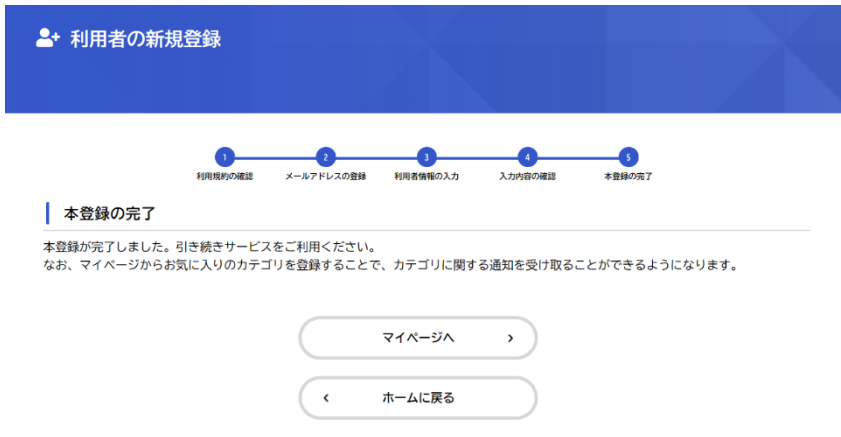 利用者の新規登録
1
2
3
4
5
利用規約の確認
メールアドレスの登録
利用者情報の入力
入力内容の確認
本登録の完了
本登録の完了
本登録が完了しました。引き続きサービスをご利用ください。
なお、マイページからお気に入りのカテゴリを登録することで、カテゴリに関する通知を受け取ることができるようになります。
マイページへ
ホームに戻る